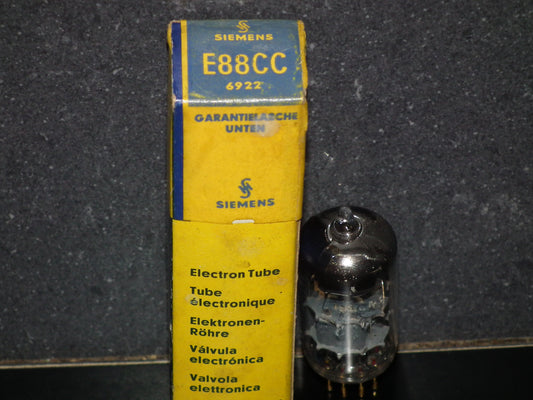 SIEMENS
E88CC
6922
GARANTIELASCHE
UNTEN
SIEMENS
Electron Tube
Tube
électronique
Elektronen-
Röhre
Válvula
electrónica
Valvola
elettronica